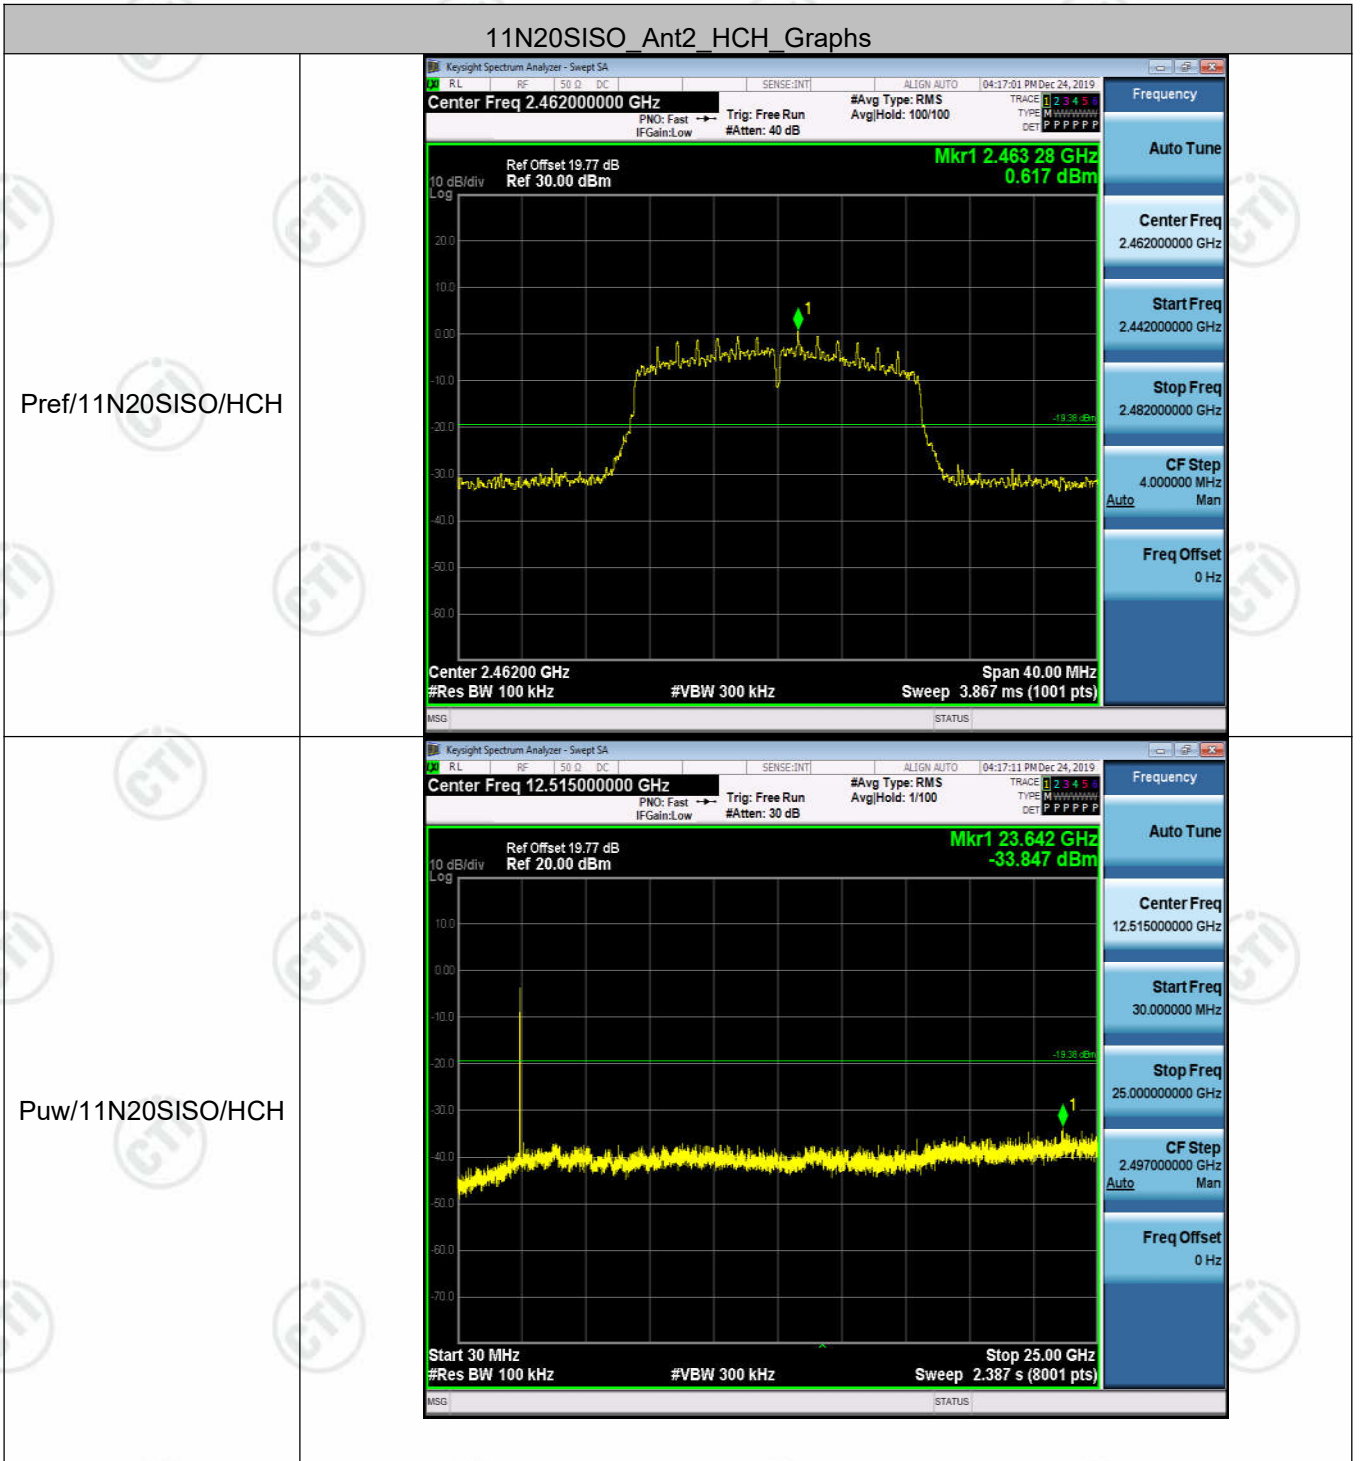 11N20SISO_Ant2_HCH_Graphs
Pref/11N20SISO/HCH
Keysight Spectrum Analyzer - Swept SA
RL RF 50 Ω DC SENSE:INT ALIGN AUTO 04:17:01 PM Dec 24, 2019
Center Freq 2.462000000 GHz
PNO: Fast
IFGain:Low
Trig: Free Run
#Atten: 40 dB
#Avg Type: RMS
Avg|Hold: 100/100
TRACE 1 2 3 4 5 6
TYPE M WWWWW
DET P P P P P P
Frequency
Mkr1 2.463 28 GHz
0.617 dBm
Ref Offset 19.77 dB
10 dB/div Ref 30.00 dBm
Log
20.0
10.0
0.00
-10.0
-20.0
-30.0
-40.0
-50.0
-60.0
1
-19.38 dBm
Center 2.46200 GHz Span 40.00 MHz
#Res BW 100 kHz #VBW 300 kHz Sweep 3.867 ms (1001 pts)
MSG STATUS
Auto Tune
Center Freq
2.462000000 GHz
Start Freq
2.442000000 GHz
Stop Freq
2.482000000 GHz
CF Step
4.000000 MHz
Auto Man
Freq Offset
0 Hz
Puw/11N20SISO/HCH
Keysight Spectrum Analyzer - Swept SA
RL RF 50 Ω DC SENSE:INT ALIGN AUTO 04:17:11 PM Dec 24, 2019
Center Freq 12.515000000 GHz
PNO: Fast
IFGain:Low
Trig: Free Run
#Atten: 30 dB
#Avg Type: RMS
Avg|Hold: 1/100
TRACE 1 2 3 4 5 6
TYPE M WWWWW
DET P P P P P P
Frequency
Mkr1 23.642 GHz
-33.847 dBm
Ref Offset 19.77 dB
10 dB/div Ref 20.00 dBm
Log
10.0
0.00
-10.0
-20.0
-30.0
-40.0
-50.0
-60.0
-70.0
1
-19.38 dBm
Start 30 MHz Stop 25.00 GHz
#Res BW 100 kHz #VBW 300 kHz Sweep 2.387 s (8001 pts)
MSG STATUS
Auto Tune
Center Freq
12.515000000 GHz
Start Freq
30.000000 MHz
Stop Freq
25.000000000 GHz
CF Step
2.497000000 GHz
Auto Man
Freq Offset
0 Hz
CTI